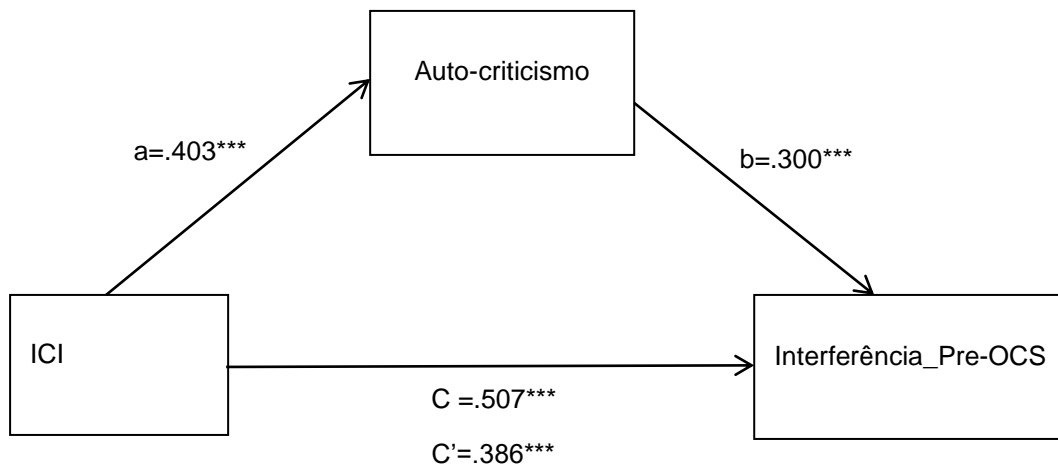 Auto-criticismo
a=.403***
b=.300***
ICI
Interferência_Pre-OCS
C =.507***
C’=.386***